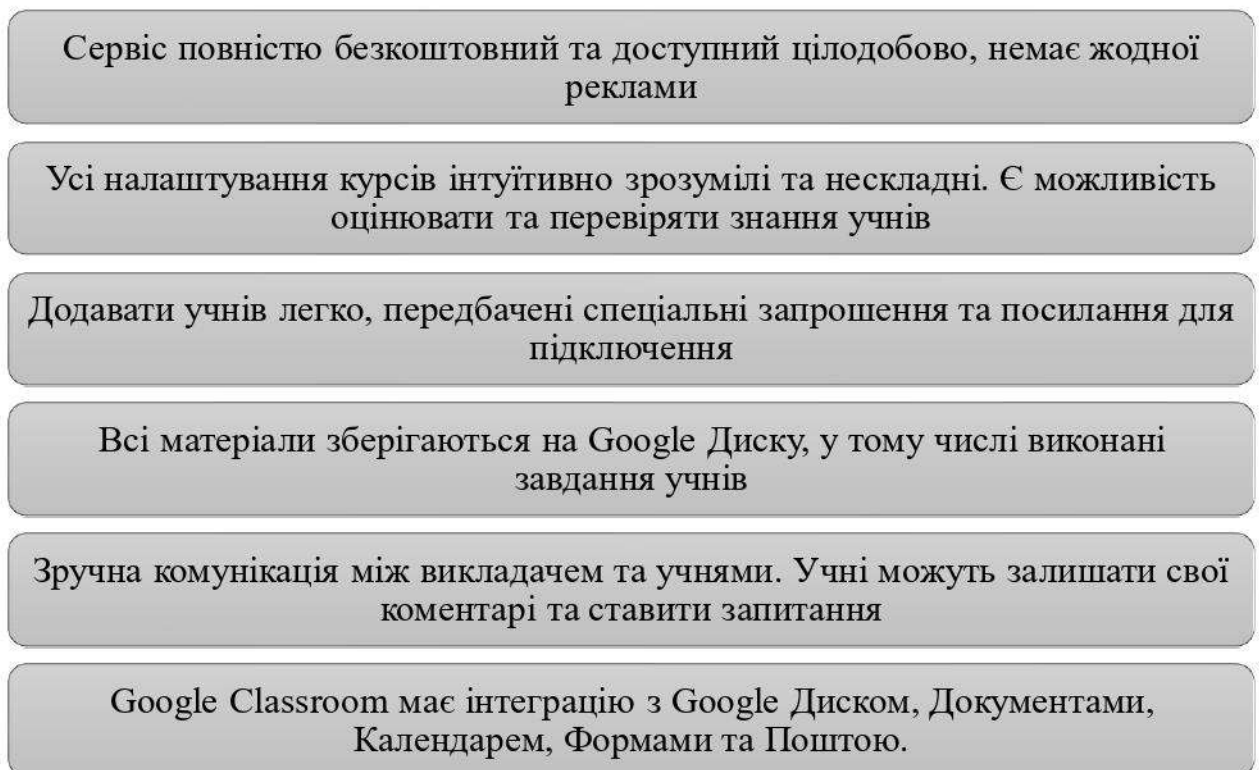 Сервіс повністю безкоштовний та доступний цілодобово, немає жодної
реклами
Усі налаштування курсів інтуїтивно зрозумілі та нескладні. Є можливість
оцінювати та перевіряти знання учнів
Додавати учнів легко, передбачені спеціальні запрошення та посилання для
підключення
Всі матеріали зберігаються на Google Диску, у тому числі виконані
завдання учнів
Зручна комунікація між викладачем та учнями. Учні можуть залишати свої
коментарі та ставити запитання
Google Classroom має інтеграцію з Google Диском, Документами,
Календарем, Формами та Поштою.